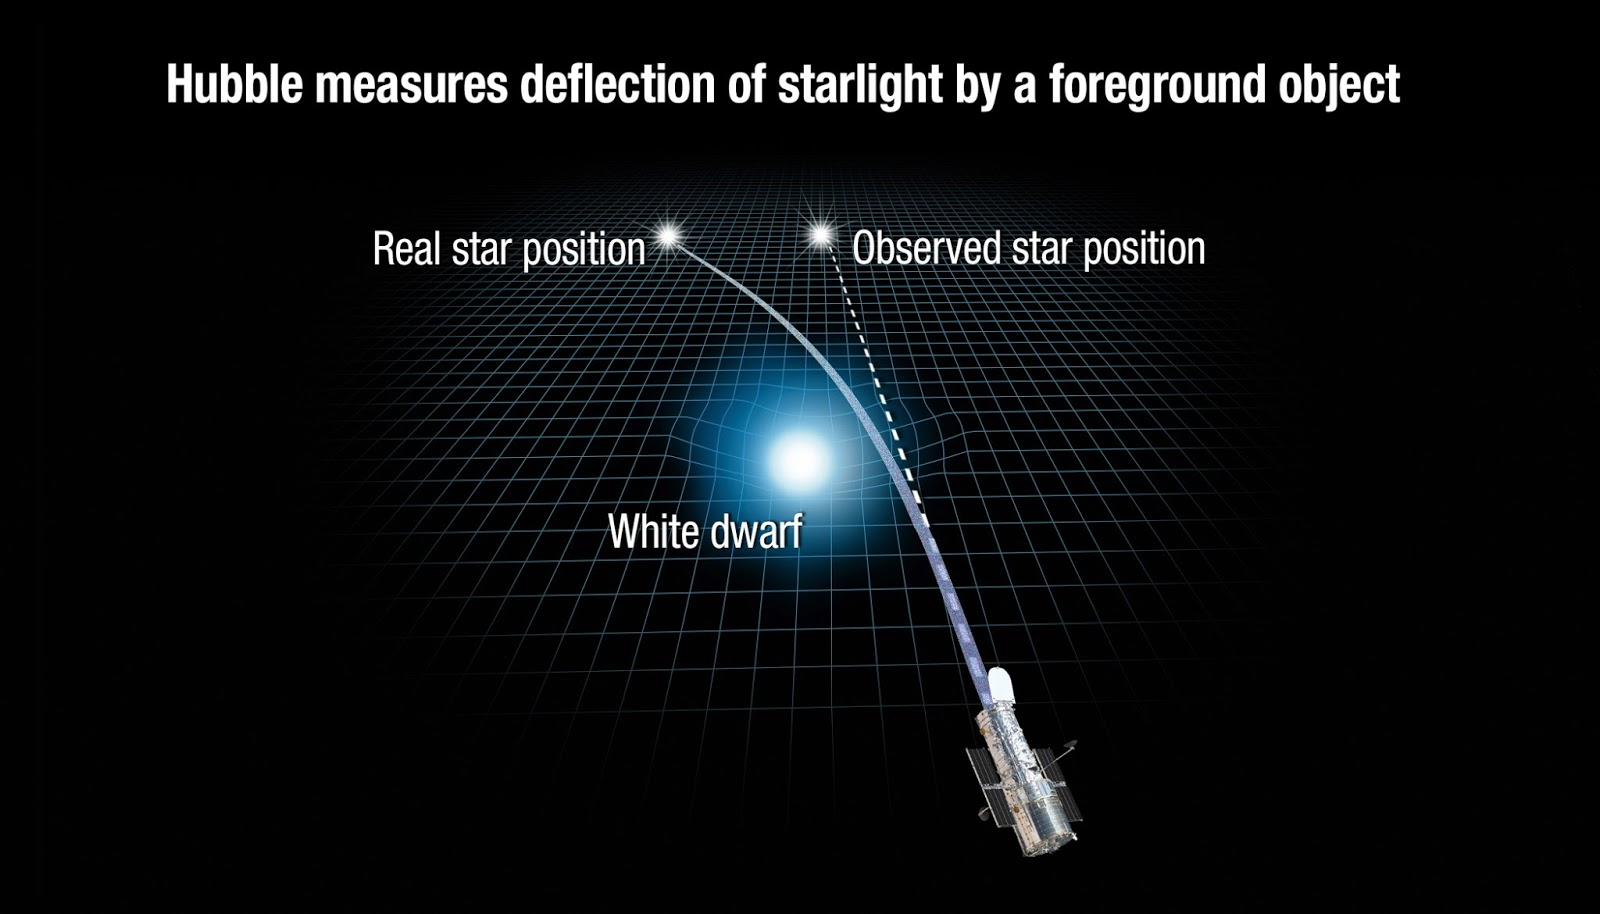 Hubble measures deflection of starlight by a foreground object
Real star position
Observed star position
White dwarf